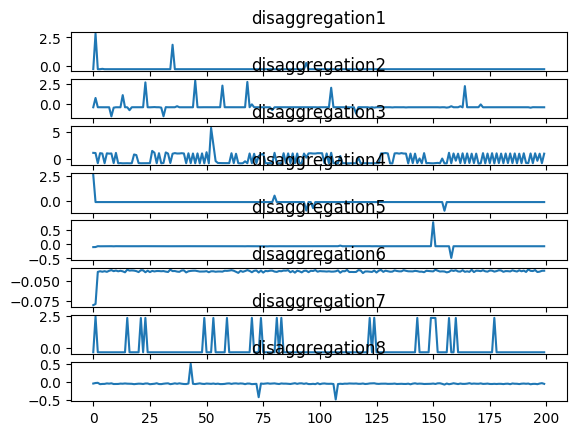 disaggregation1
2.5
0.0
disaggregation2
2.5
0.0
disaggregation3
5
0
disaggregation4
2.5
0.0
disaggregation5
0.5
0.0
−0.5
disaggregation6
−0.050
−0.075
disaggregation7
2.5
0.0
disaggregation8
0.5
0.0
−0.5
0 25 50 75 100 125 150 175 200